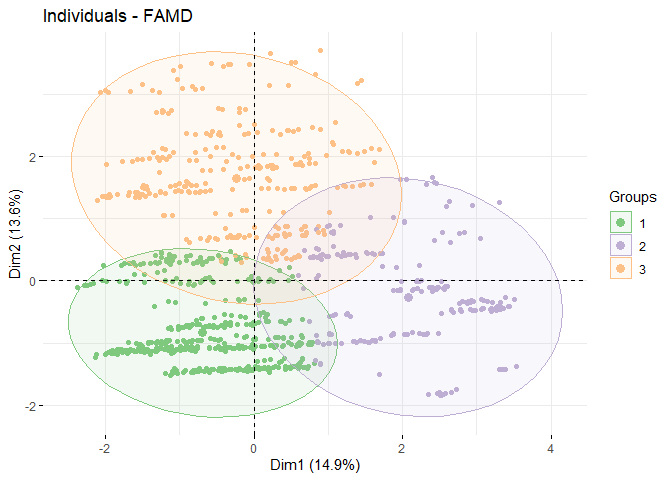 Individuals - FAMD
Dim2 (13.6%)
2
0
-2
-2
0
2
4
Dim1 (14.9%)
Groups
1
2
3